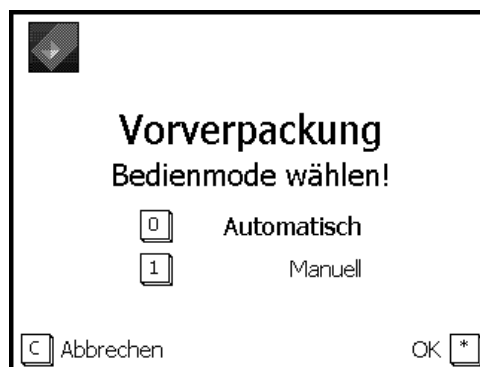 Vorverpackung
Bedienmode wählen!
0 Automatisch
1 Manuell
C Abbrechen OK *